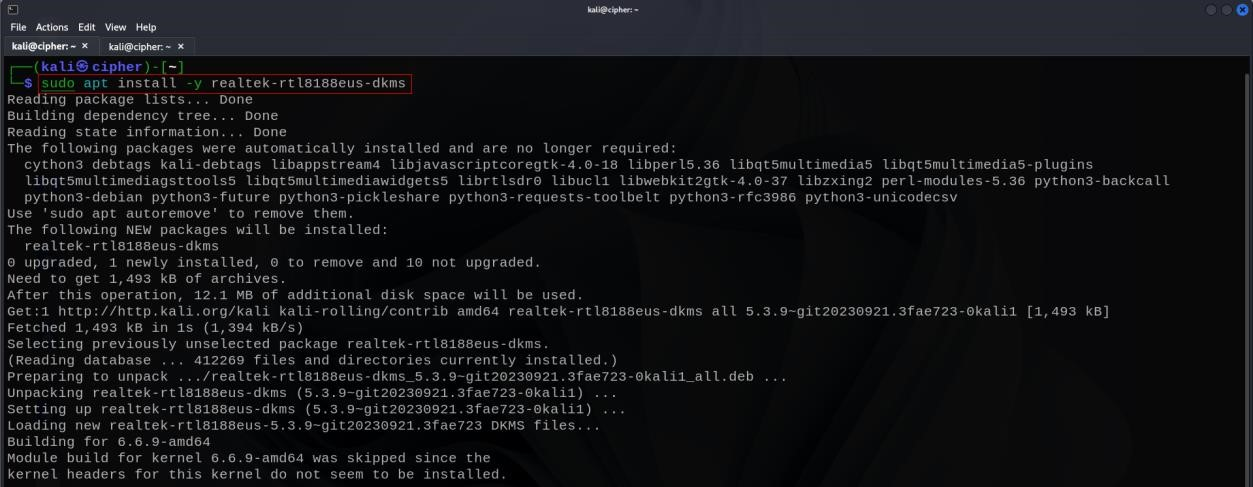 kali@cipher: ~
File Actions Edit View Help
kali@cipher: ~ × kali@cipher: ~ ×
┌──(kali㉿cipher)-[~]
└─$ sudo apt install -y realtek-rtl8188eus-dkms
Reading package lists... Done
Building dependency tree... Done
Reading state information... Done
The following packages were automatically installed and are no longer required:
  cython3 debtags kali-debtags libappstream4 libjavascriptcoregtk-4.0-18 libperl5.36 libqt5multimedia5 libqt5multimedia5-plugins
  libqt5multimediagsttools5 libqt5multimediawidgets5 librtlsdr0 libucl1 libwebkit2gtk-4.0-37 libzxing2 perl-modules-5.36 python3-backcall
  python3-debian python3-future python3-pickleshare python3-requests-toolbelt python3-rfc3986 python3-unicodecsv
Use 'sudo apt autoremove' to remove them.
The following NEW packages will be installed:
  realtek-rtl8188eus-dkms
0 upgraded, 1 newly installed, 0 to remove and 10 not upgraded.
Need to get 1,493 kB of archives.
After this operation, 12.1 MB of additional disk space will be used.
Get:1 http://http.kali.org/kali kali-rolling/contrib amd64 realtek-rtl8188eus-dkms all 5.3.9~git20230921.3fae723-0kali1 [1,493 kB]
Fetched 1,493 kB in 1s (1,394 kB/s)
Selecting previously unselected package realtek-rtl8188eus-dkms.
(Reading database ... 412269 files and directories currently installed.)
Preparing to unpack .../realtek-rtl8188eus-dkms_5.3.9~git20230921.3fae723-0kali1_all.deb ...
Unpacking realtek-rtl8188eus-dkms (5.3.9~git20230921.3fae723-0kali1) ...
Setting up realtek-rtl8188eus-dkms (5.3.9~git20230921.3fae723-0kali1) ...
Loading new realtek-rtl8188eus-5.3.9~git20230921.3fae723 DKMS files...
Building for 6.6.9-amd64
Module build for kernel 6.6.9-amd64 was skipped since the
kernel headers for this kernel do not seem to be installed.